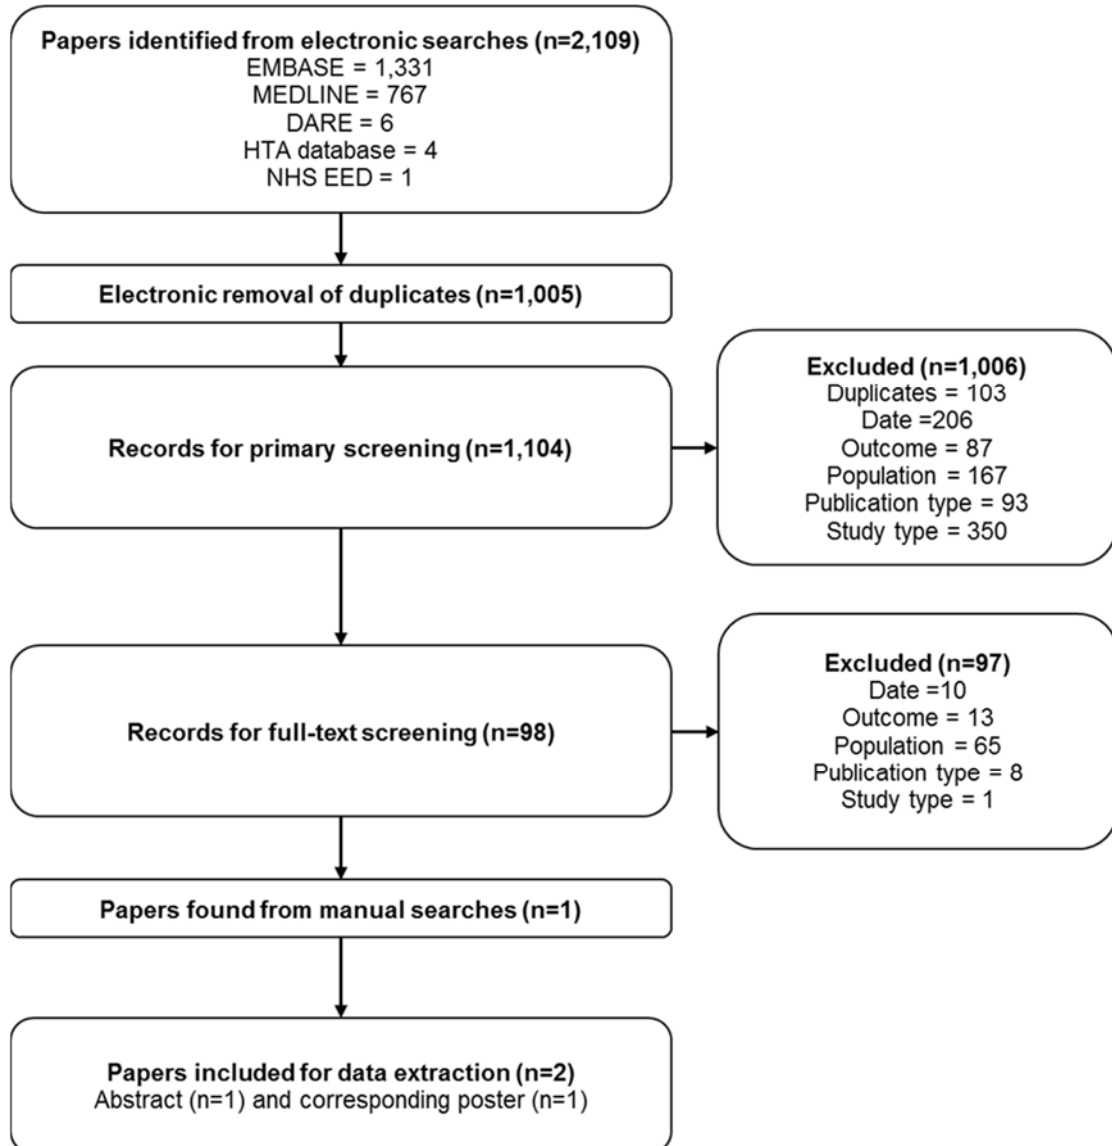 Papers identified from electronic searches (n=2,109)
EMBASE = 1,331
MEDLINE = 767
DARE = 6
HTA database = 4
NHS EED = 1
Electronic removal of duplicates (n=1,005)
Records for primary screening (n=1,104)
Excluded (n=1,006)
Duplicates = 103
Date =206
Outcome = 87
Population = 167
Publication type = 93
Study type = 350
Records for full-text screening (n=98)
Excluded (n=97)
Date =10
Outcome = 13
Population = 65
Publication type = 8
Study type = 1
Papers found from manual searches (n=1)
Papers included for data extraction (n=2)
Abstract (n=1) and corresponding poster (n=1)